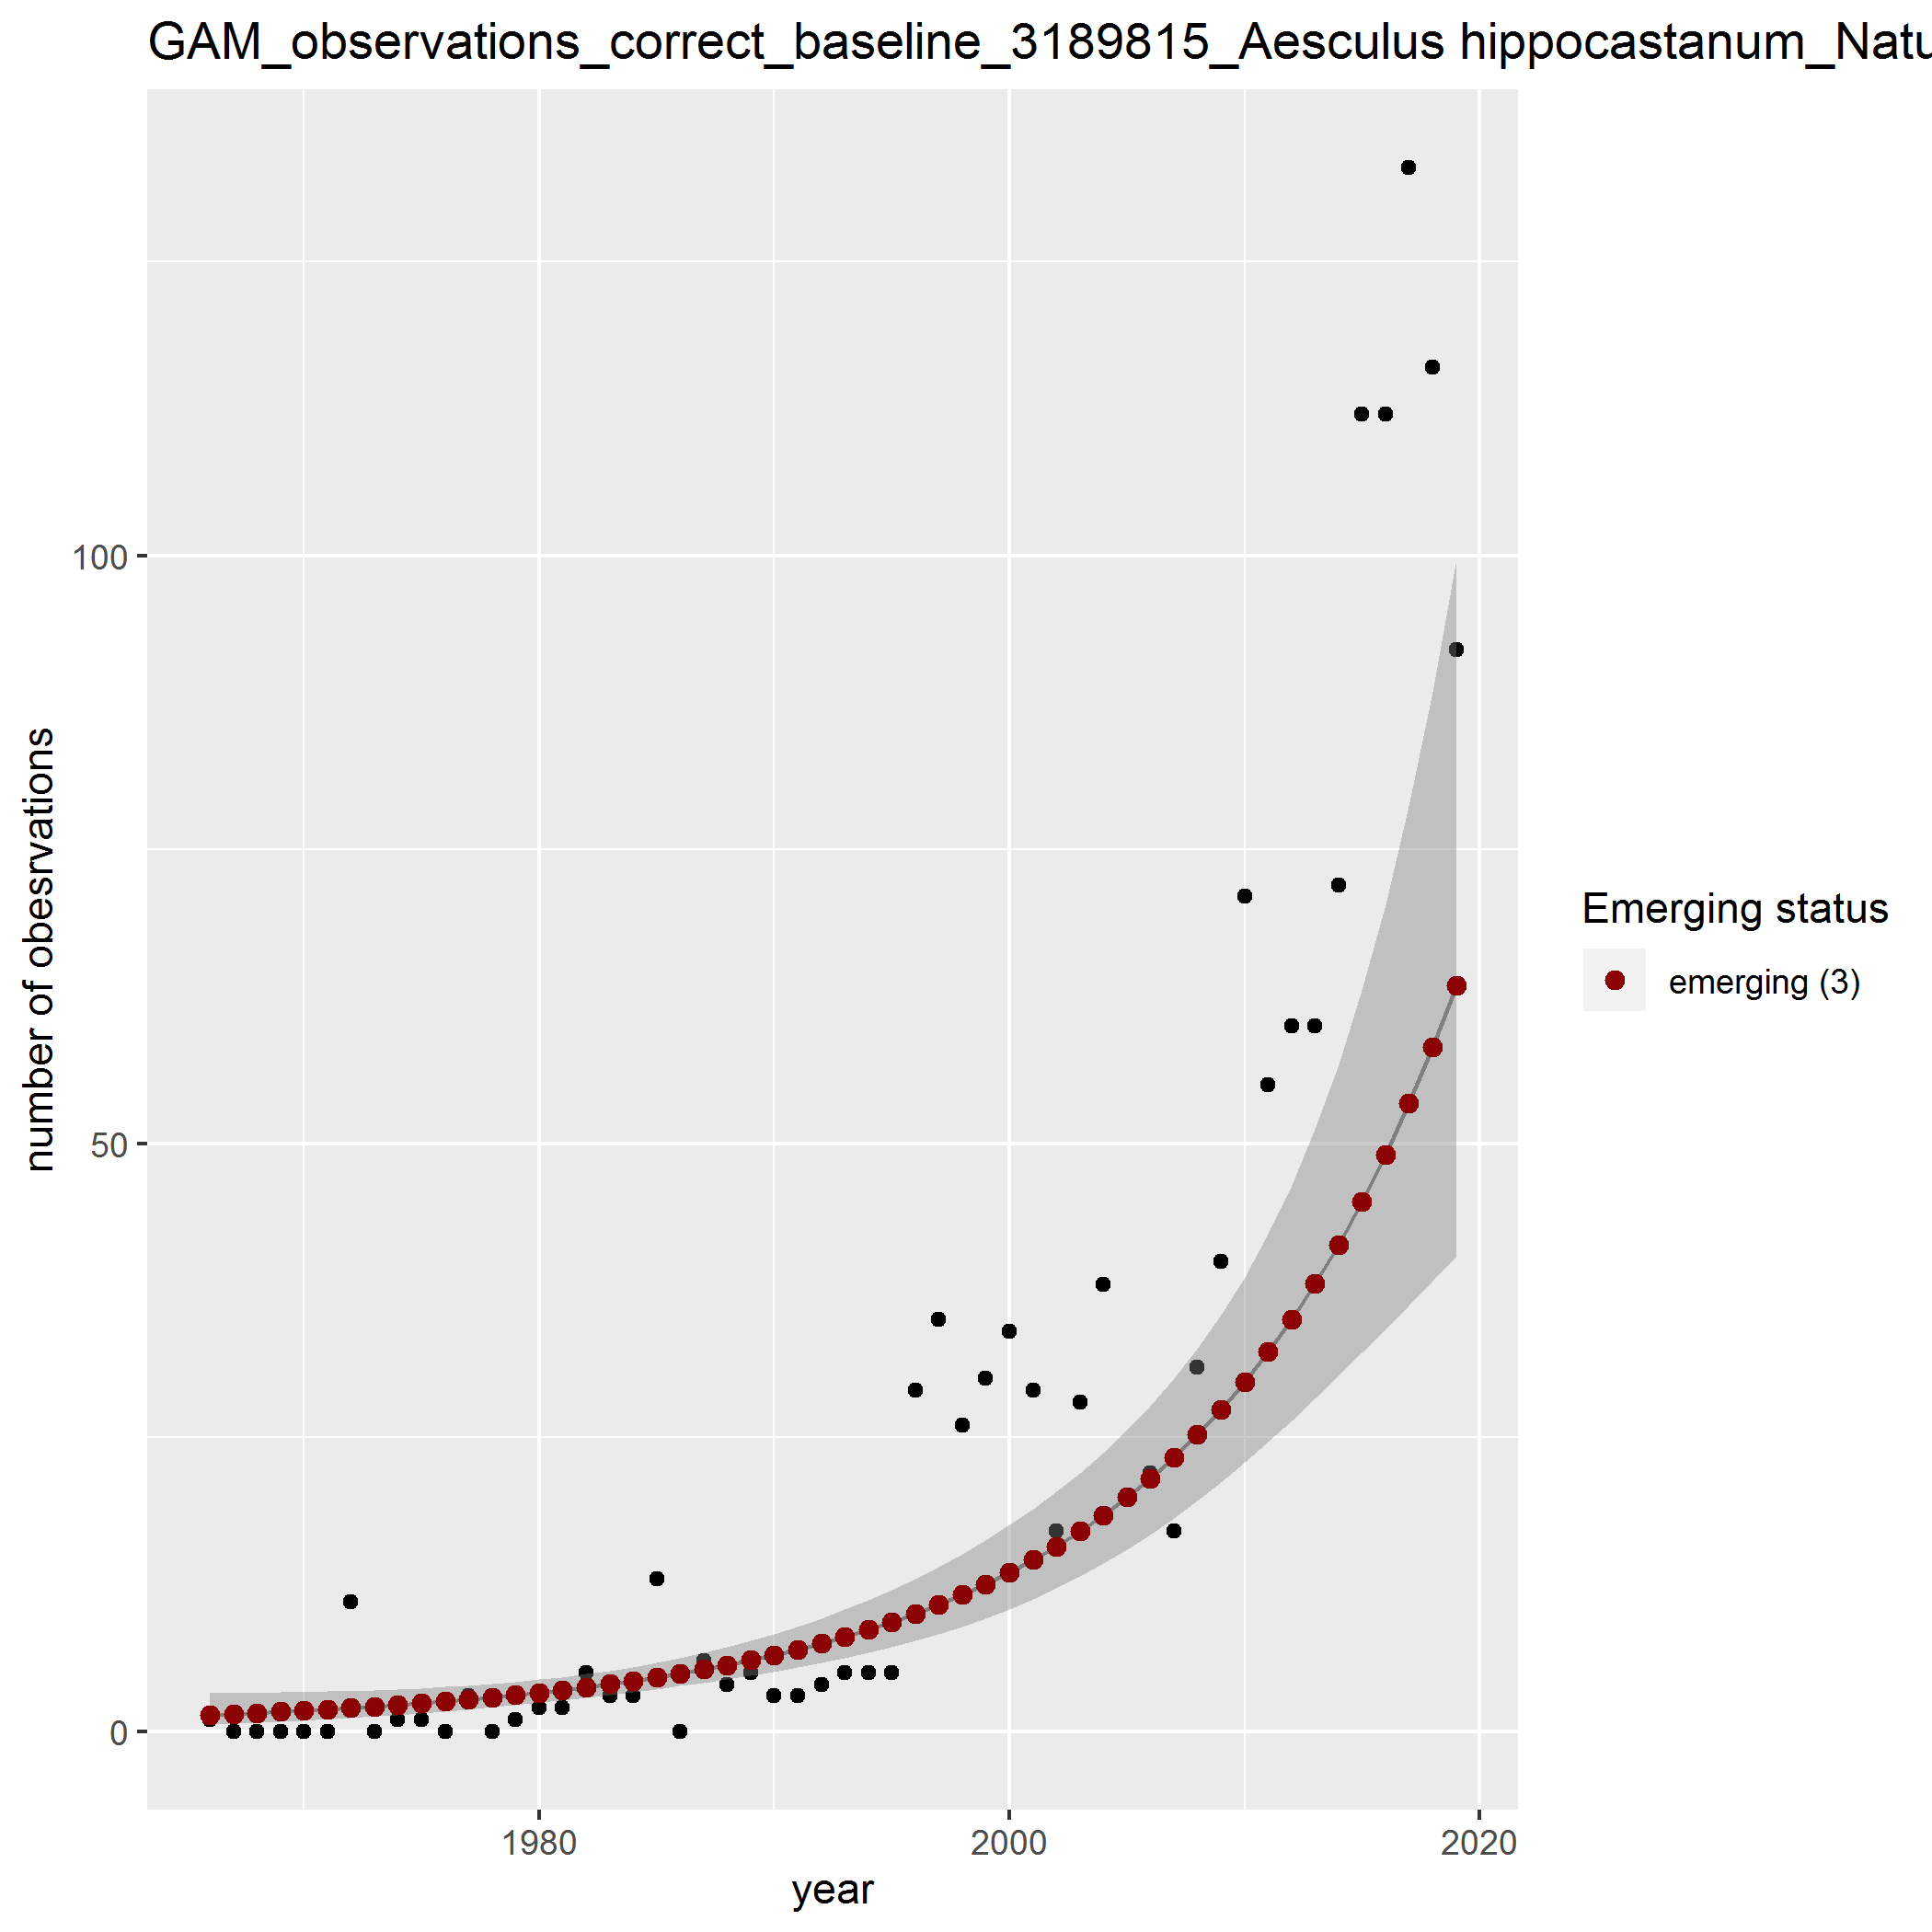 GAM_observations_correct_baseline_3189815_Aesculus hippocastanum_Natu
number of obesrvations
100
50
0
1980
2000
2020
year
Emerging status
emerging (3)